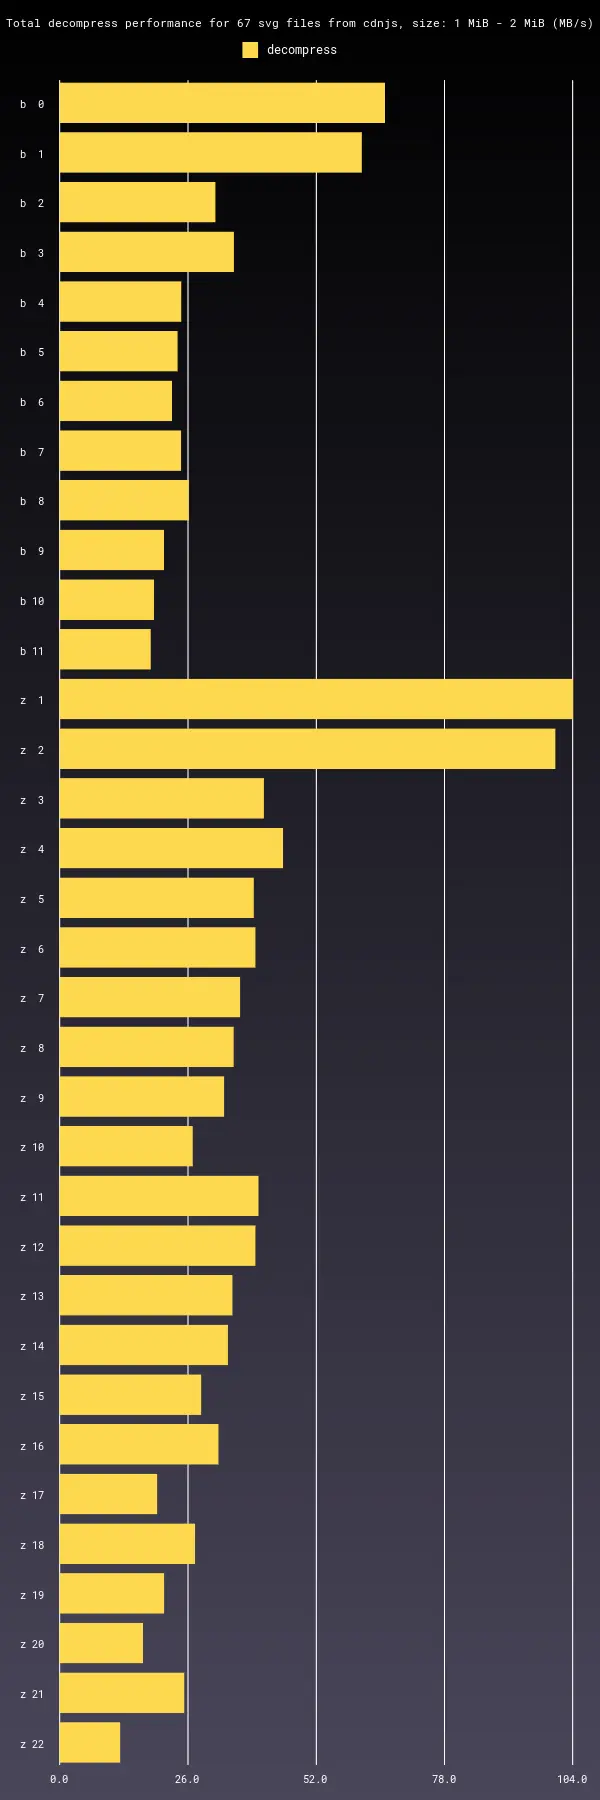 Total decompress performance for 67 svg files from cdnjs, size: 1 MiB - 2 MiB (MB/s)
decompress
b 0
b 1
b 2
b 3
b 4
b 5
b 6
b 7
b 8
b 9
b 10
b 11
z 1
z 2
z 3
z 4
z 5
z 6
z 7
z 8
z 9
z 10
z 11
z 12
z 13
z 14
z 15
z 16
z 17
z 18
z 19
z 20
z 21
z 22
0.0 26.0 52.0 78.0 104.0